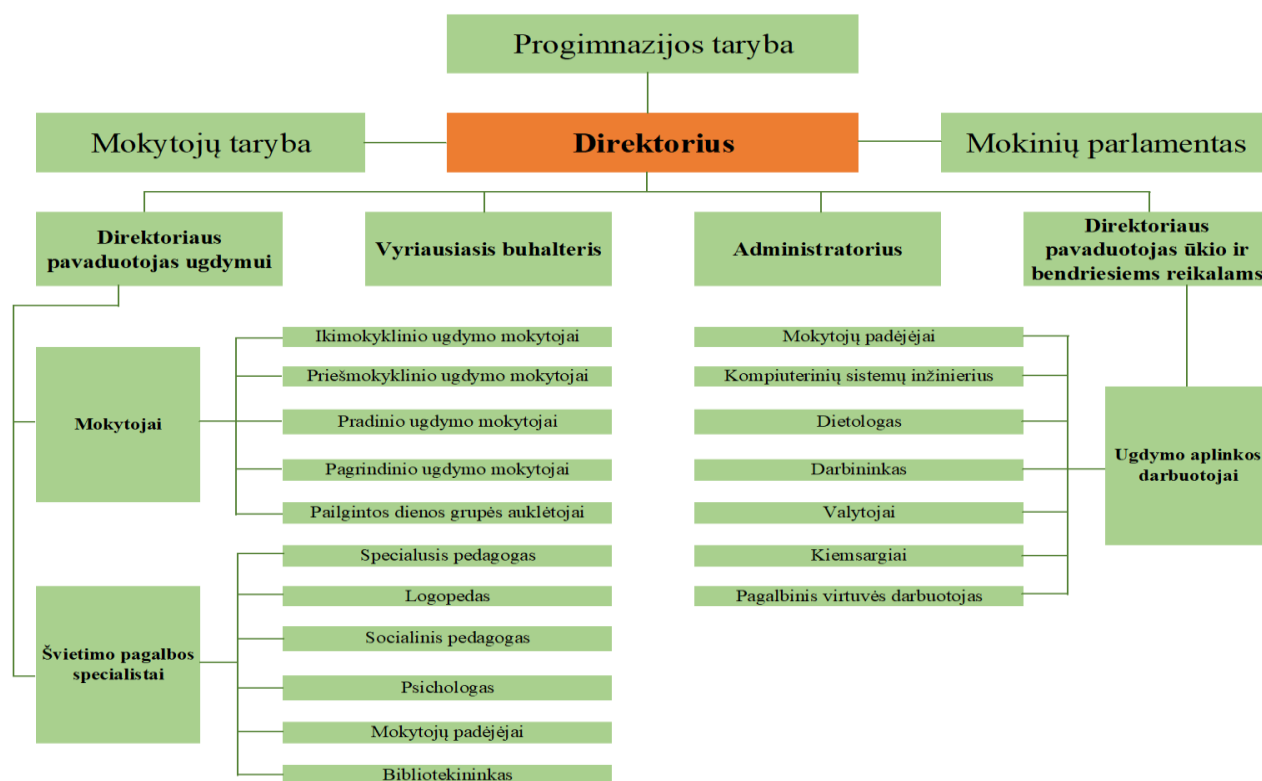 Progimnazijos taryba
Mokytojų taryba
Direktorius
Mokinių parlamentas
Direktoriaus
pavaduotojas ugdymui
Vyriausiasis buhalteris
Administratorius
Direktoriaus
pavaduotojas ūkio ir
bendriesiems reikalams
Mokytojai
Ikimokyklinio ugdymo mokytojai
Priešmokyklinio ugdymo mokytojai
Pradinio ugdymo mokytojai
Pagrindinio ugdymo mokytojai
Pailgintos dienos grupės auklėtojai
Švietimo pagalbos
specialistai
Specialusis pedagogas
Logopedas
Socialinis pedagogas
Psichologas
Mokytojų padėjėjai
Bibliotekininkas
Mokytojų padėjėjai
Kompiuterinių sistemų inžinierius
Dietologas
Darbininkas
Valytojai
Kiemsargiai
Pagalbinis virtuvės darbuotojas
Ugdymo aplinkos
darbuotojai